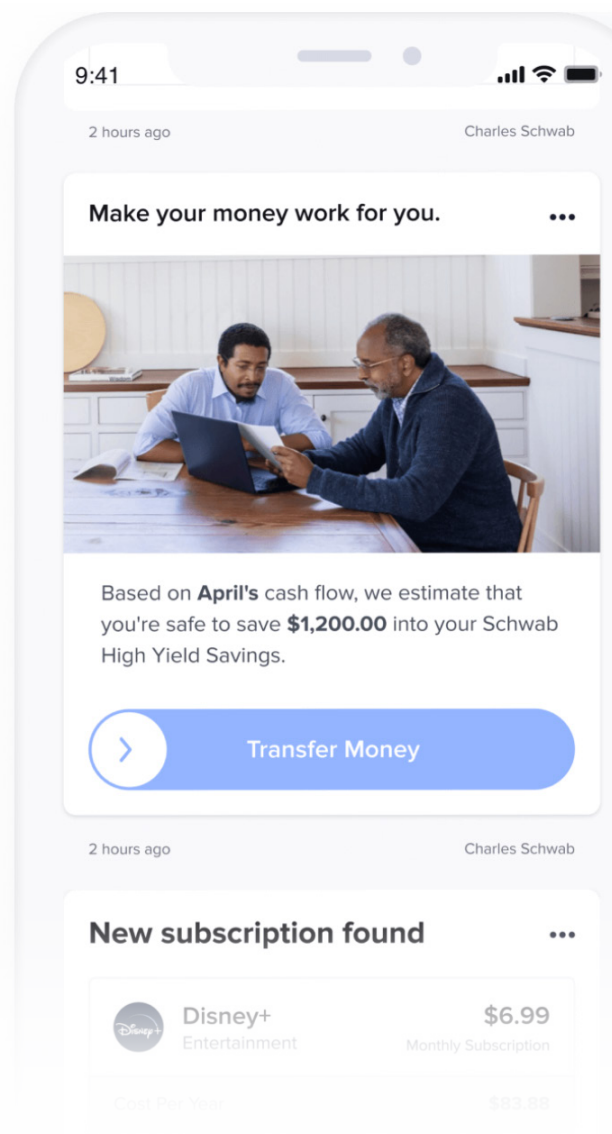 9:41
2 hours ago Charles Schwab
Make your money work for you.
Based on April's cash flow, we estimate that
you're safe to save $1,200.00 into your Schwab
High Yield Savings.
Transfer Money
2 hours ago Charles Schwab
New subscription found
Disney+
Disney+ $6.99
Entertainment Monthly Subscription
Cost Per Year $83.88